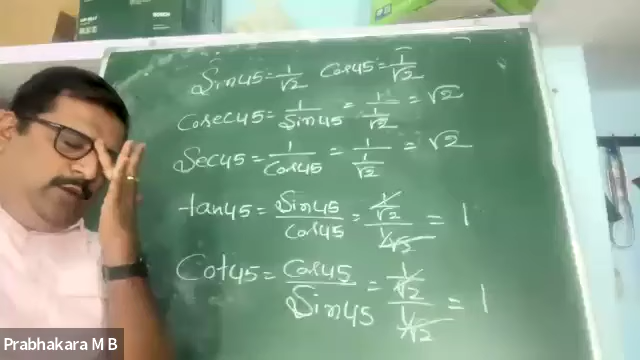 Sin45 = 1/√2 Cos45 = 1/√2
Cosec45 = 1/Sin45 = 1/(1/√2) = √2
Sec45 = 1/Cos45 = 1/(1/√2) = √2
tan45 = Sin45/Cos45 = (1/√2)/(1/√2) = 1
Cot45 = Cos45/Sin45 = (1/√2)/(1/√2) = 1
Prabhakara M B